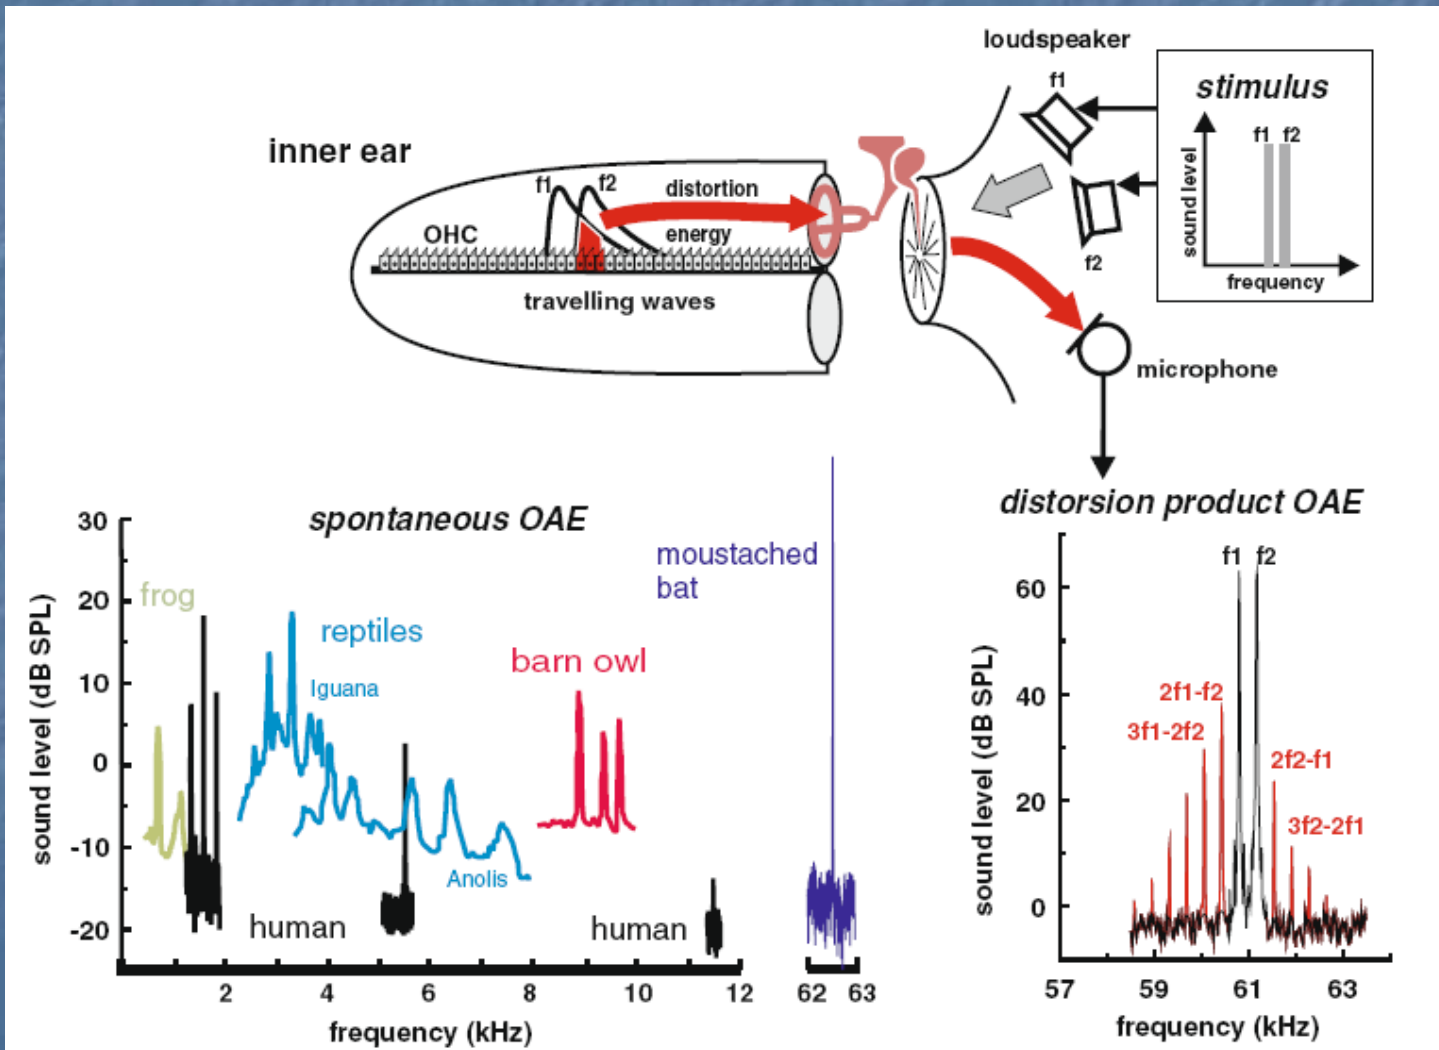 loudspeaker
f1
stimulus
f1 f2
sound level
frequency
inner ear
f1
f2
distortion
OHC
energy
f2
travelling waves
microphone
spontaneous OAE
30
20
10
0
-10
-20
sound level (dB SPL)
frog
reptiles
Iguana
Anolis
barn owl
moustached
bat
human
human
2
4
6
8
10
12
62
63
frequency (kHz)
distorsion product OAE
f1 f2
60
40
20
0
sound level (dB SPL)
2f1-f2
3f1-2f2
2f2-f1
3f2-2f1
57
59
61
63
frequency (kHz)